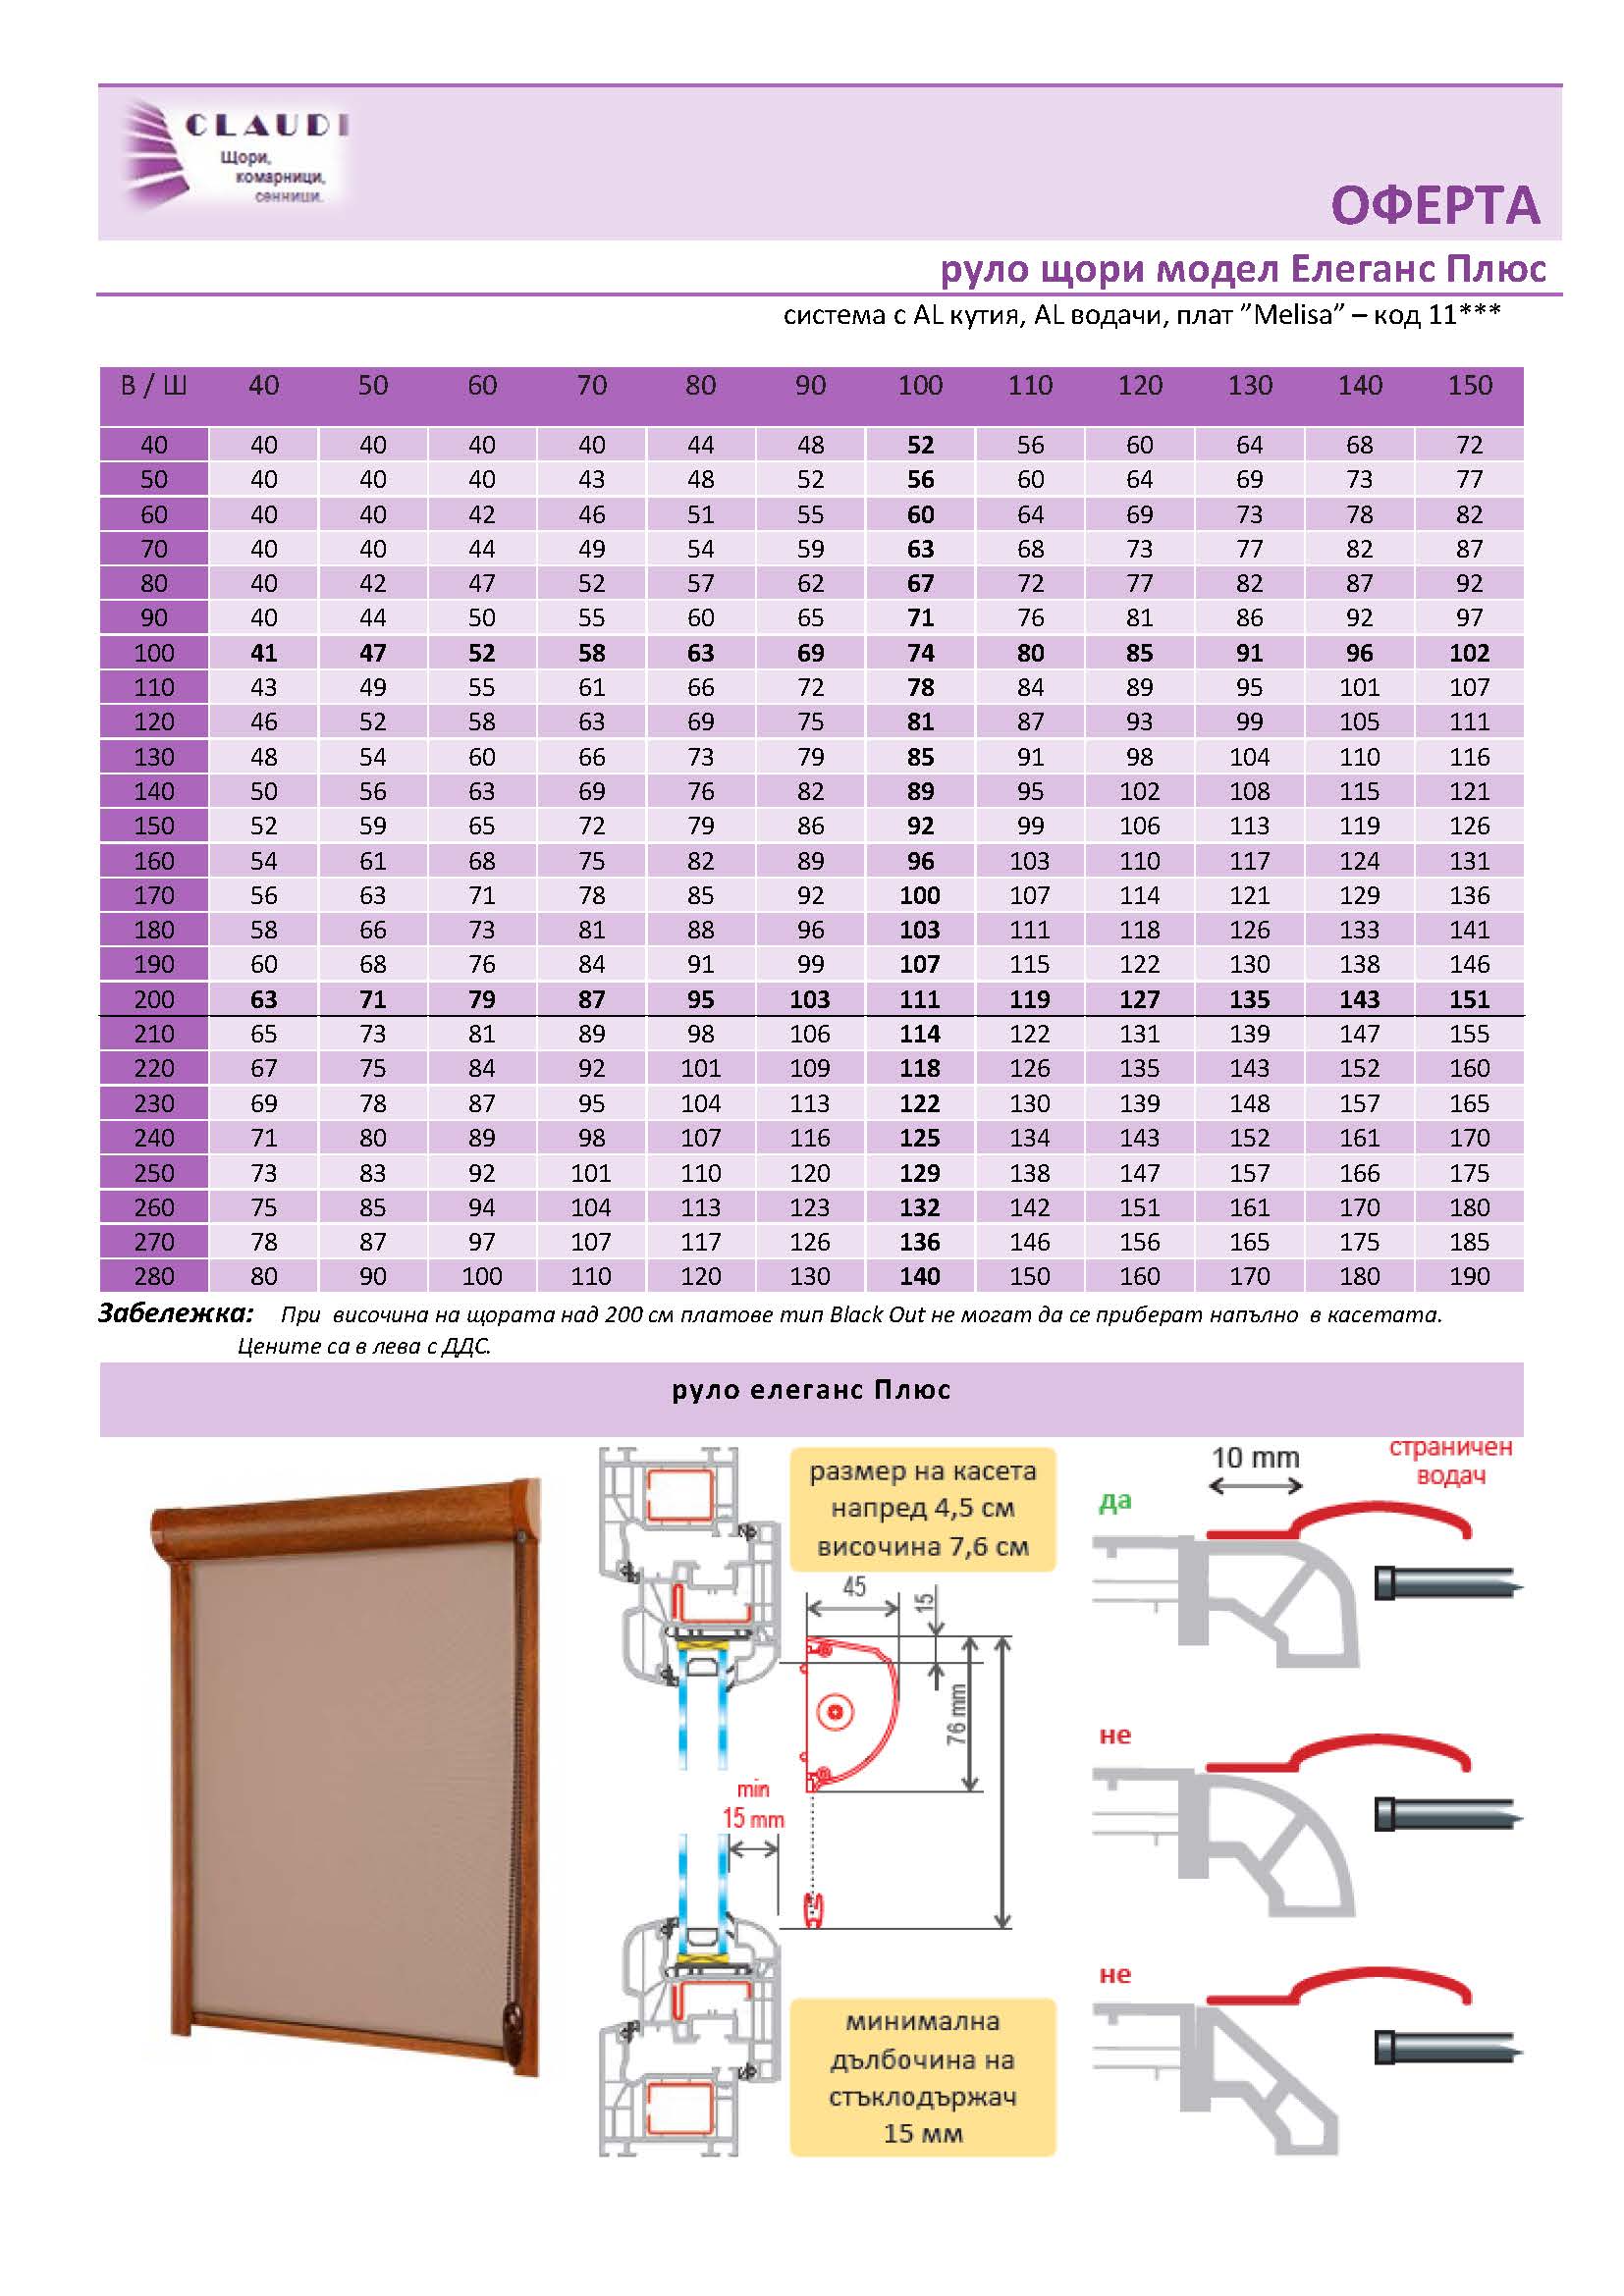 CLAUDI
Щори,
комарници,
сенници.
ОФЕРТА
руло щори модел Елеганс Плюс
система с AL кутия, AL водачи, плат ”Melisa” – код 11***
В / Ш 40 50 60 70 80 90 100 110 120 130 140 150
40 40 40 40 40 44 48 52 56 60 64 68 72
50 40 40 40 43 48 52 56 60 64 69 73 77
60 40 40 42 46 51 55 60 64 69 73 78 82
70 40 40 44 49 54 59 63 68 73 77 82 87
80 40 42 47 52 57 62 67 72 77 82 87 92
90 40 44 50 55 60 65 71 76 81 86 92 97
100 41 47 52 58 63 69 74 80 85 91 96 102
110 43 49 55 61 66 72 78 84 89 95 101 107
120 46 52 58 63 69 75 81 87 93 99 105 111
130 48 54 60 66 73 79 85 91 98 104 110 116
140 50 56 63 69 76 82 89 95 102 108 115 121
150 52 59 65 72 79 86 92 99 106 113 119 126
160 54 61 68 75 82 89 96 103 110 117 124 131
170 56 63 71 78 85 92 100 107 114 121 129 136
180 58 66 73 81 88 96 103 111 118 126 133 141
190 60 68 76 84 91 99 107 115 122 130 138 146
200 63 71 79 87 95 103 111 119 127 135 143 151
210 65 73 81 89 98 106 114 122 131 139 147 155
220 67 75 84 92 101 109 118 126 135 143 152 160
230 69 78 87 95 104 113 122 130 139 148 157 165
240 71 80 89 98 107 116 125 134 143 152 161 170
250 73 83 92 101 110 120 129 138 147 157 166 175
260 75 85 94 104 113 123 132 142 151 161 170 180
270 78 87 97 107 117 126 136 146 156 165 175 185
280 80 90 100 110 120 130 140 150 160 170 180 190
Забележка: При височина на щората над 200 см платове тип Black Out не могат да се приберат напълно в касетата.
Цените са в лева с ДДС.
руло елеганс Плюс
размер на касета
напред 4,5 см
височина 7,6 см
45
15
76 mm
min
15 mm
минимална
дълбочина на
стъклодържач
15 мм
10 mm
страничен
водач
да
не
не